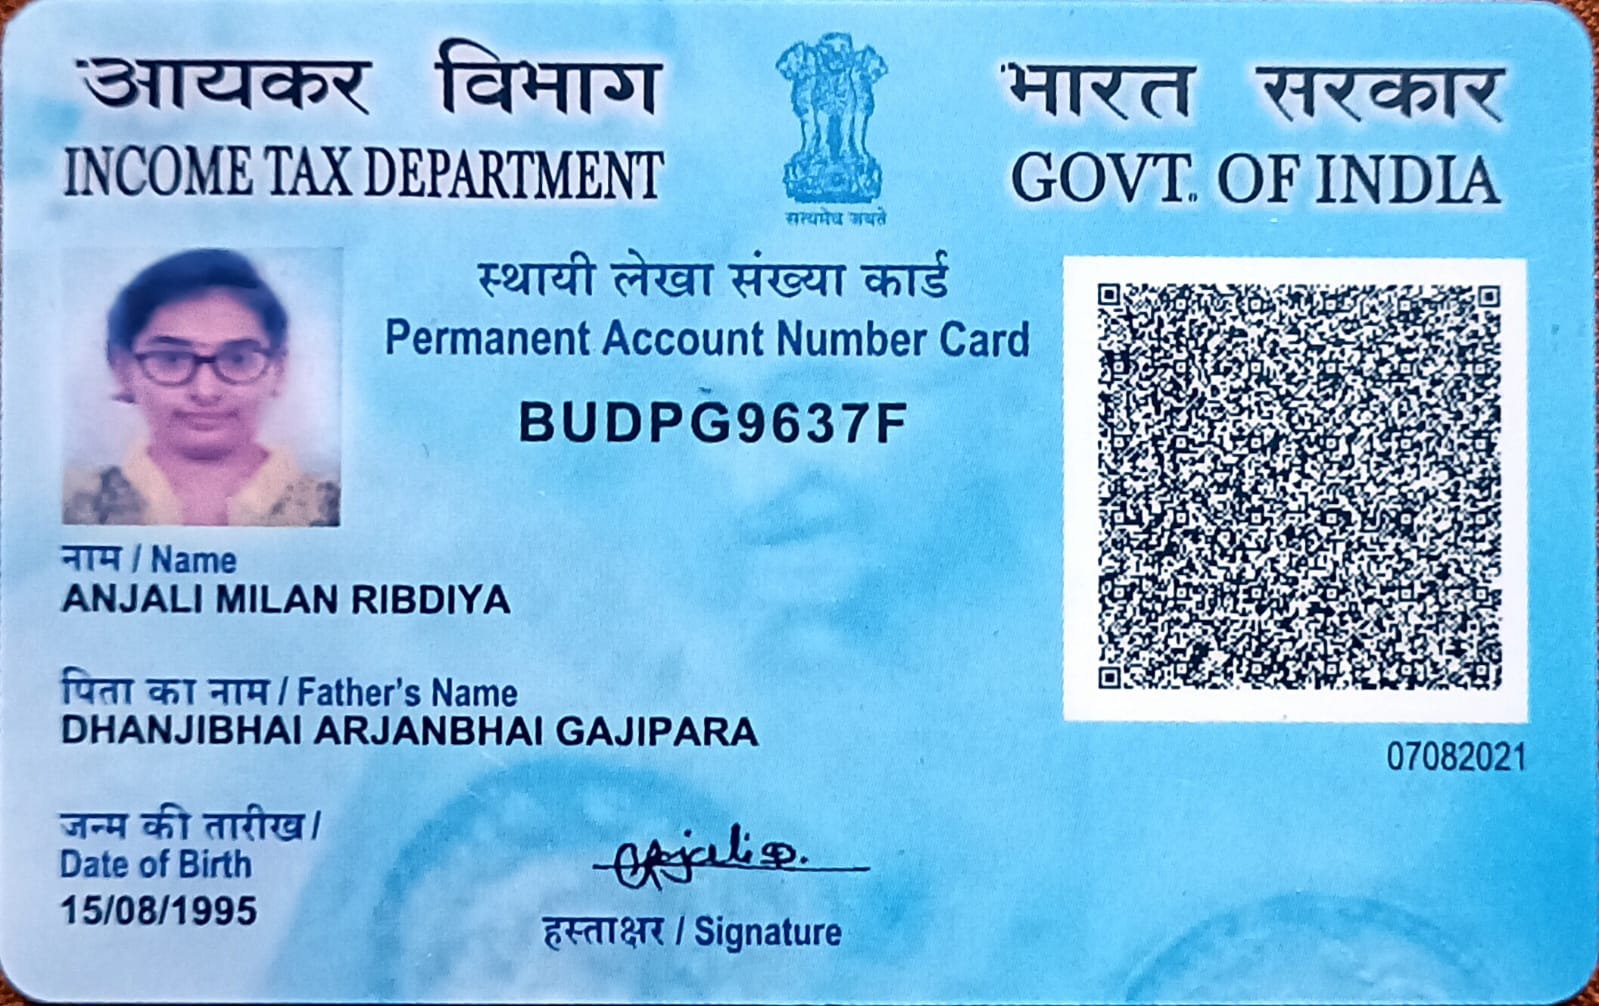 आयकर विभाग
INCOME TAX DEPARTMENT
सत्यमेव जयते
भारत सरकार
GOVT. OF INDIA
स्थायी लेखा संख्या कार्ड
Permanent Account Number Card
BUDPG9637F
नाम / Name
ANJALI MILAN RIBDIYA
पिता का नाम / Father's Name
DHANJIBHAI ARJANBHAI GAJIPARA
07082021
जन्म की तारीख /
Date of Birth
15/08/1995
हस्ताक्षर / Signature